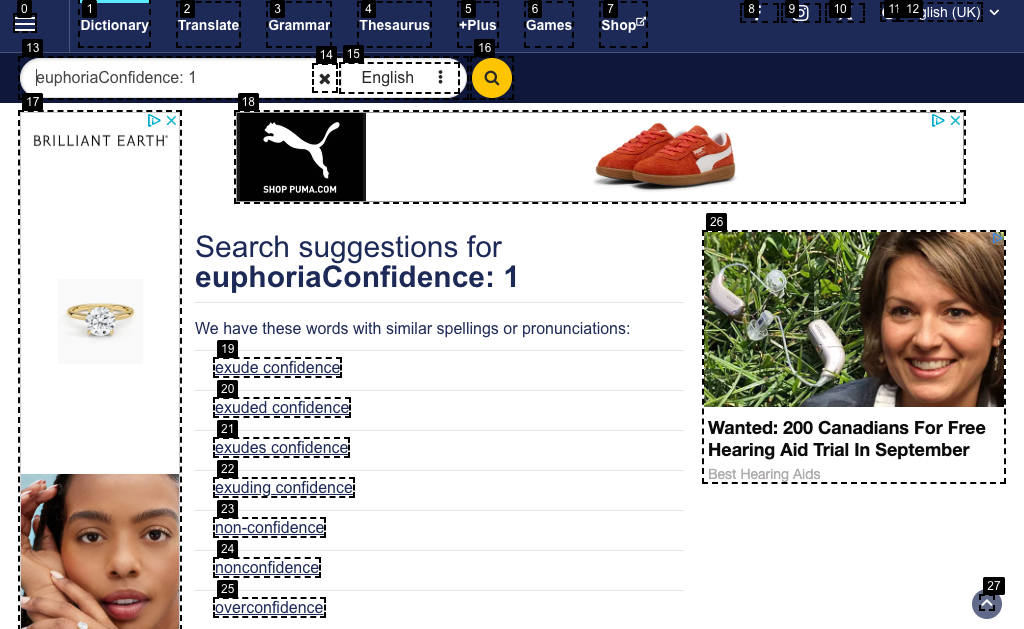 0 1 2 3 4 5 6 7 8 9 10 11 12
Dictionary Translate Grammar Thesaurus +Plus Games Shop glish (UK)
13 14 15 16
euphoriaConfidence: 1 English
17 18
BRILLIANT EARTH
PUMA
SHOP PUMA.COM
26
Search suggestions for
euphoriaConfidence: 1
We have these words with similar spellings or pronunciations:
19
exude confidence
20
exuded confidence
21
exudes confidence
22
exuding confidence
23
non-confidence
24
nonconfidence
25
overconfidence
Wanted: 200 Canadians For Free
Hearing Aid Trial In September
Best Hearing Aids
27